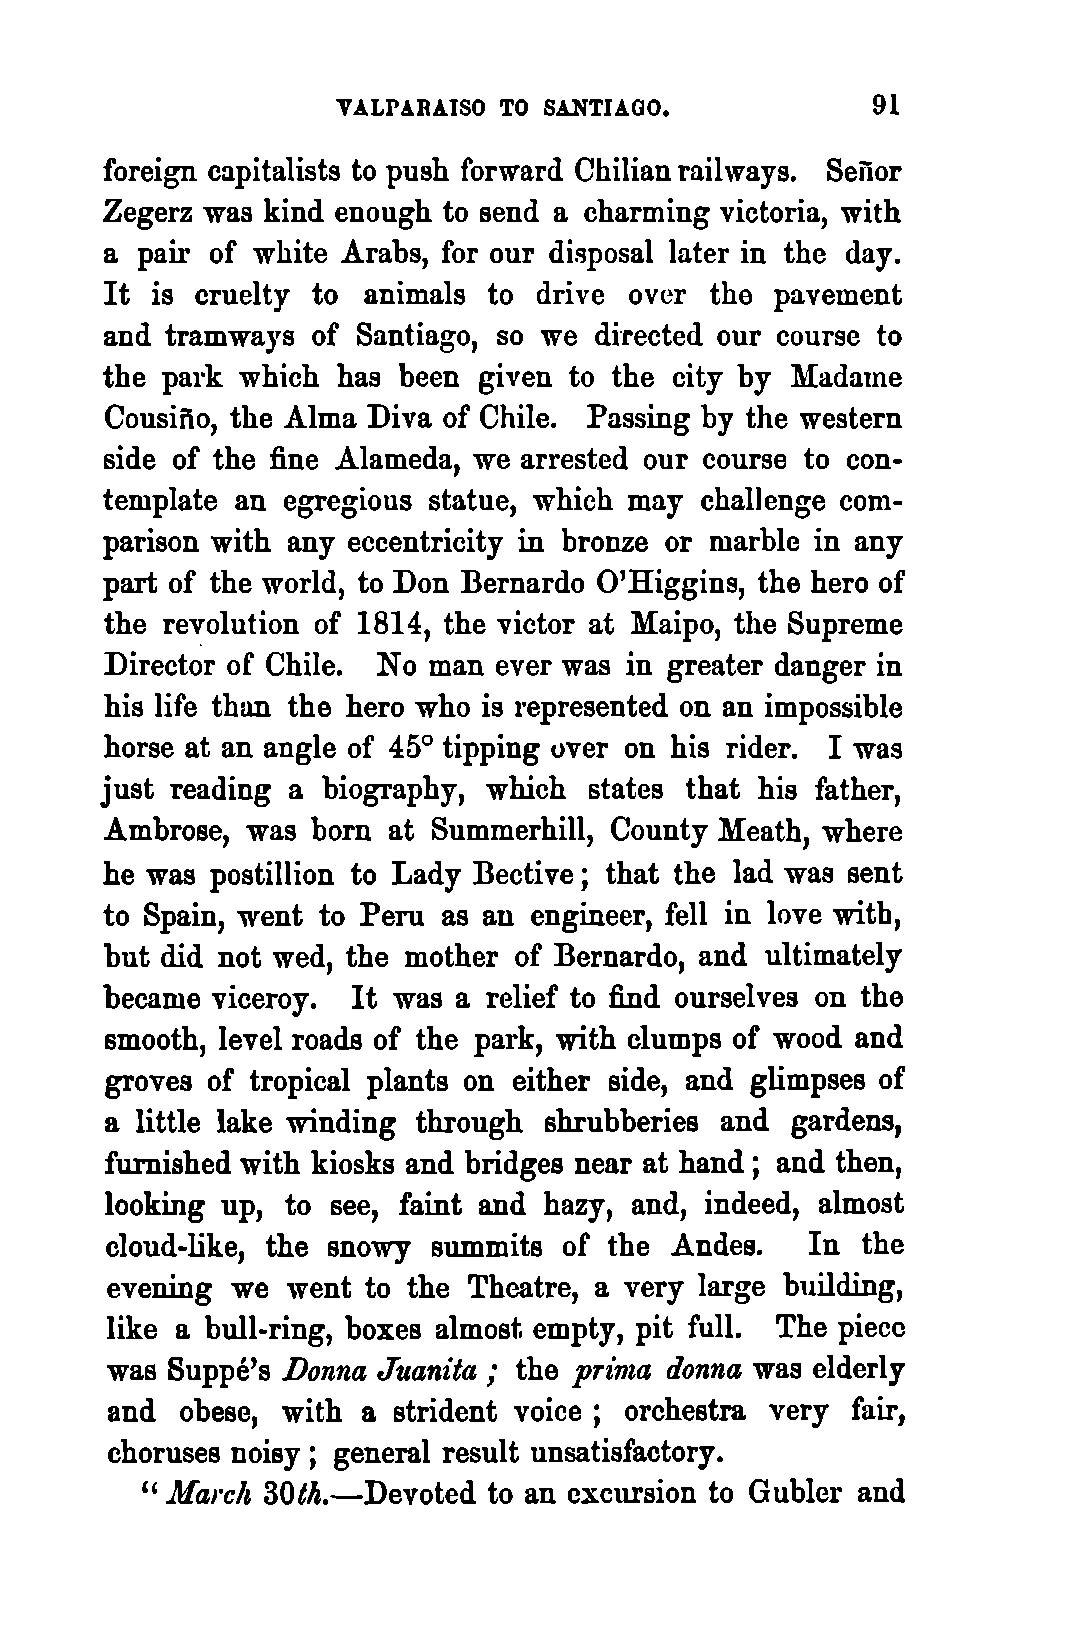 VALPARAISO TO SANTIAGO. 91
foreign capitalists to push forward Chilian railways. Señor
Zegerz was kind enough to send a charming victoria, with
a pair of white Arabs, for our disposal later in the day.
It is cruelty to animals to drive over the pavement
and tramways of Santiago, so we directed our course to
the park which has been given to the city by Madame
Cousiño, the Alma Diva of Chile. Passing by the western
side of the fine Alameda, we arrested our course to con-
template an egregious statue, which may challenge com-
parison with any eccentricity in bronze or marble in any
part of the world, to Don Bernardo O'Higgins, the hero of
the revolution of 1814, the victor at Maipo, the Supreme
Director of Chile. No man ever was in greater danger in
his life than the hero who is represented on an impossible
horse at an angle of 45° tipping over on his rider. I was
just reading a biography, which states that his father,
Ambrose, was born at Summerhill, County Meath, where
he was postillion to Lady Bective; that the lad was sent
to Spain, went to Peru as an engineer, fell in love with,
but did not wed, the mother of Bernardo, and ultimately
became viceroy. It was a relief to find ourselves on the
smooth, level roads of the park, with clumps of wood and
groves of tropical plants on either side, and glimpses of
a little lake winding through shrubberies and gardens,
furnished with kiosks and bridges near at hand; and then,
looking up, to see, faint and hazy, and, indeed, almost
cloud-like, the snowy summits of the Andes. In the
evening we went to the Theatre, a very large building,
like a bull-ring, boxes almost empty, pit full. The piece
was Suppé's Donna Juanita; the prima donna was elderly
and obese, with a strident voice; orchestra very fair,
choruses noisy; general result unsatisfactory.
"March 30th.—Devoted to an excursion to Gubler and